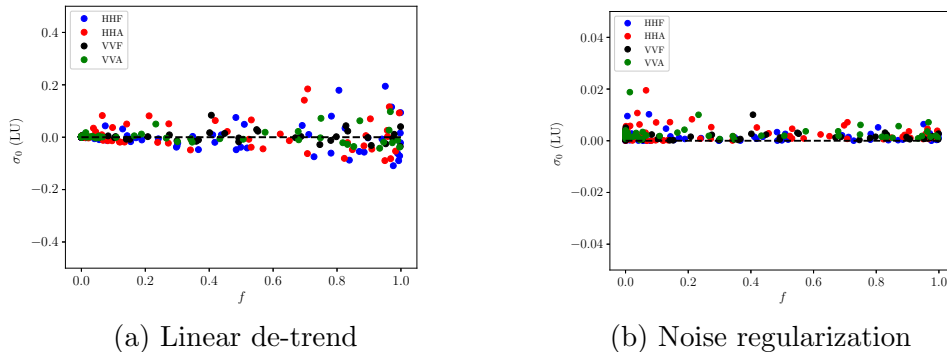 0.4
0.2
0.0
−0.2
−0.4
σ0 (LU)
HHF
HHA
VVF
VVA
0.0 0.2 0.4 0.6 0.8 1.0
f
(a) Linear de-trend
0.04
0.02
0.00
−0.02
−0.04
σ0 (LU)
HHF
HHA
VVF
VVA
0.0 0.2 0.4 0.6 0.8 1.0
f
(b) Noise regularization